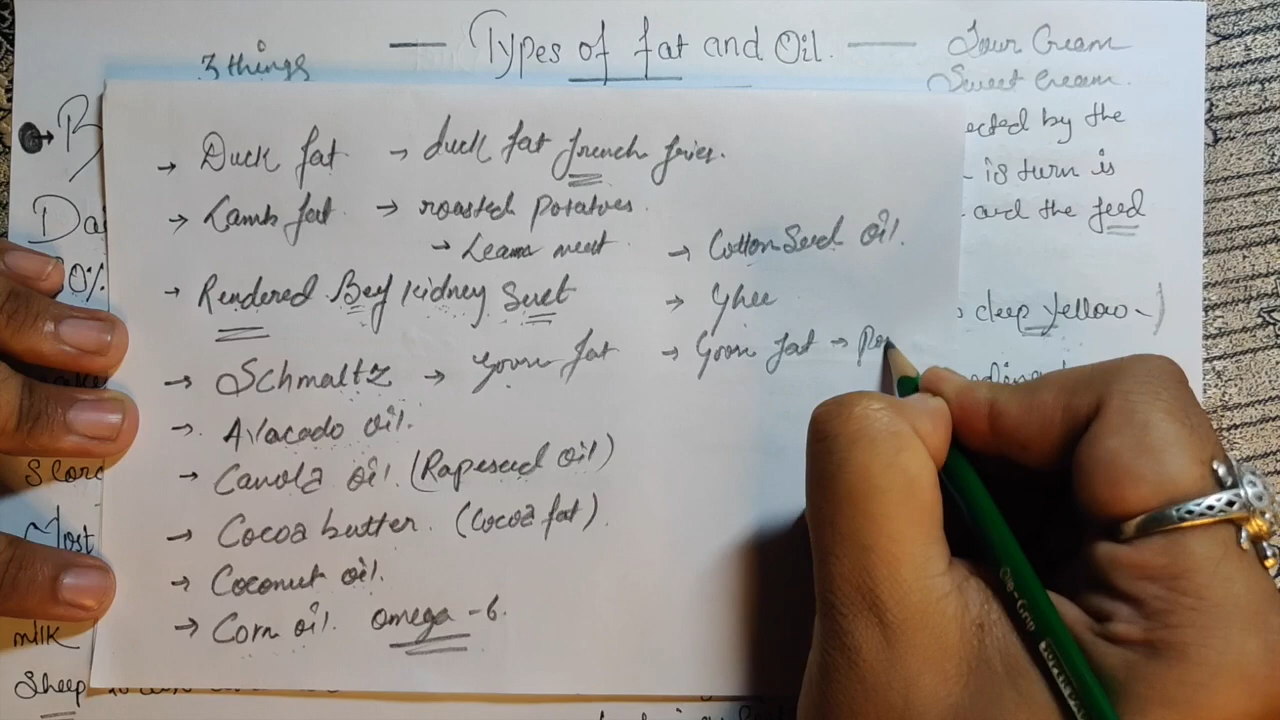 — Types of fat and Oil. —
3 things
Sour Cream
Sweet Cream.
ected by the
is turn is
and the feed
deep yellow-)
→ Duck fat → duck fat french fries.
→ Lamb fat → roasted potatoes.
→ Leann meat
→ Rendered Beef kidney Suet
→ Schmaltz → Goose fat
→ Avacado oil.
→ Canola oil. (Rapeseed oil)
→ Cocoa butter. (Cocoa fat).
→ Coconut oil.
→ Corn oil. Omega-6.
→ Cotton Seed oil.
→ Ghee
→ Goose fat → Po
Da
Most
milk
Sheep